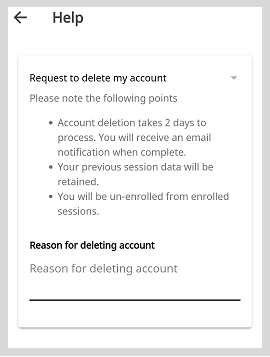 Help
Request to delete my account
Please note the following points
• Account deletion takes 2 days to
process. You will receive an email
notification when complete.
• Your previous session data will be
retained.
• You will be un-enrolled from enrolled
sessions.
Reason for deleting account
Reason for deleting account